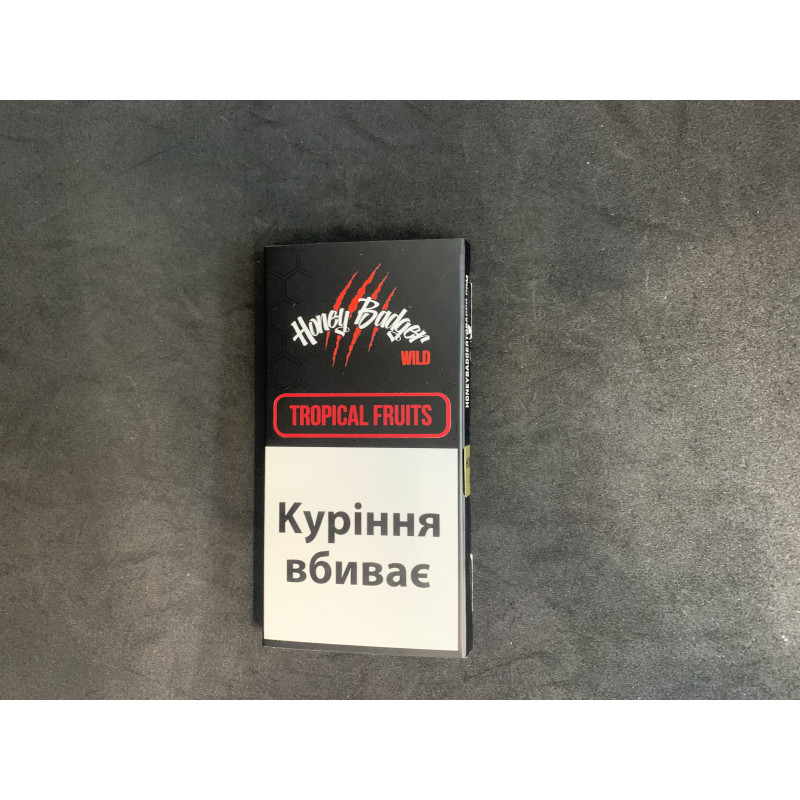 Honey Badger
WILD
TROPICAL FRUITS
Куріння
вбиває